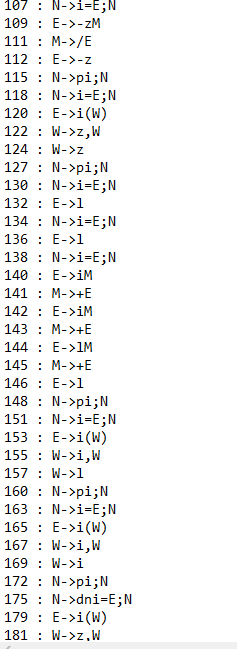 107 : N->i=E;N
109 : E->-zM
111 : M->/E
112 : E->-z
115 : N->pi;N
118 : N->i=E;N
120 : E->i(W)
122 : W->z,W
124 : W->z
127 : N->pi;N
130 : N->i=E;N
132 : E->l
134 : N->i=E;N
136 : E->l
138 : N->i=E;N
140 : E->iM
141 : M->+E
142 : E->iM
143 : M->+E
144 : E->lM
145 : M->+E
146 : E->l
148 : N->pi;N
151 : N->i=E;N
153 : E->i(W)
155 : W->i,W
157 : W->l
160 : N->pi;N
163 : N->i=E;N
165 : E->i(W)
167 : W->i,W
169 : W->i
172 : N->pi;N
175 : N->dni=E;N
179 : E->i(W)
181 : W->z,W